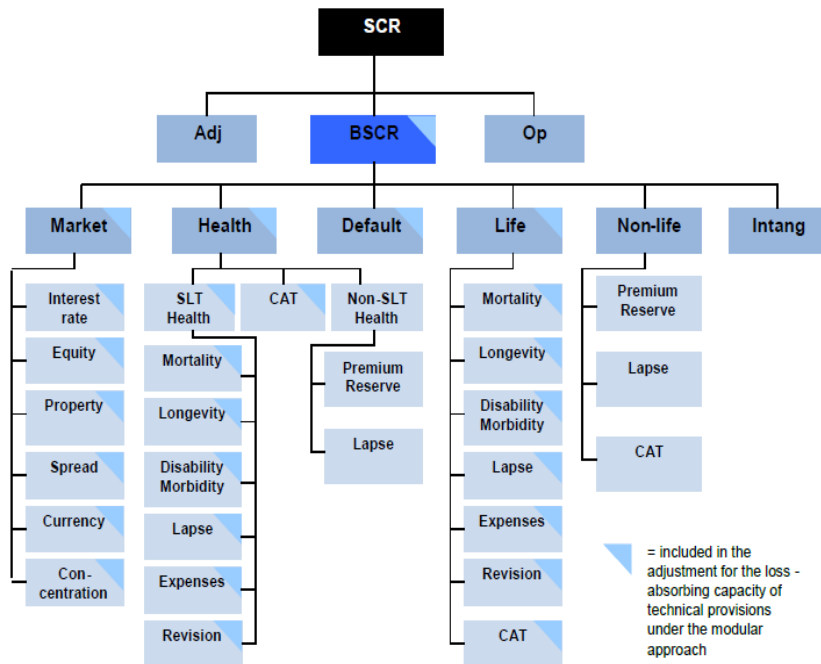 SCR
Adj
BSCR
Op
Market
Health
Default
Life
Non-life
Intang
Interest
rate
Equity
Property
Spread
Currency
Con-
centration
SLT
Health
CAT
Non-SLT
Health
Mortality
Longevity
Disability
Morbidity
Lapse
Expenses
Revision
Premium
Reserve
Lapse
Mortality
Longevity
Disability
Morbidity
Lapse
Expenses
Revision
CAT
Premium
Reserve
Lapse
CAT
= included in the
adjustment for the loss -
absorbing capacity of
technical provisions
under the modular
approach